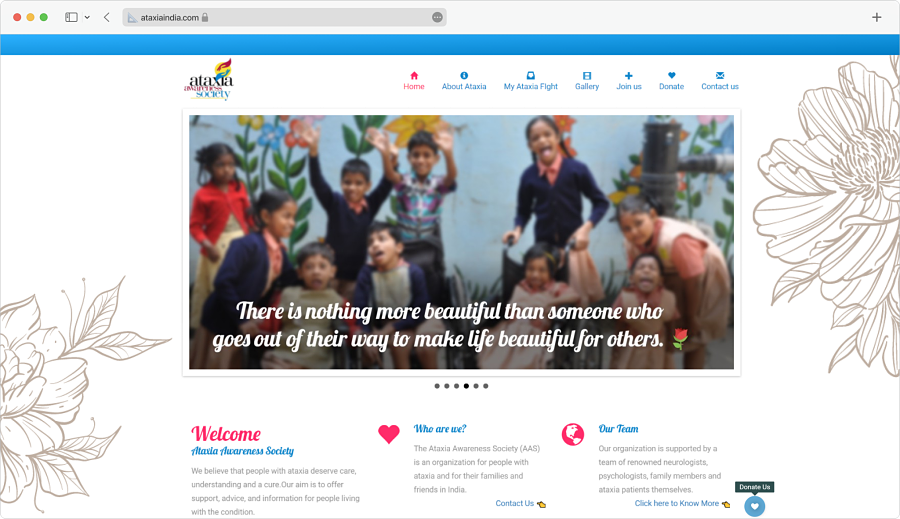 ataxiaindia.com
ataxia
awareness
society
Home
About Ataxia
My Ataxia Fight
Gallery
Join us
Donate
Contact us
There is nothing more beautiful than someone who
goes out of their way to make life beautiful for others. 🌹
Welcome
Ataxia Awareness Society
We believe that people with ataxia deserve care,
understanding and a cure.Our aim is to offer
support, advice, and information for people living
with the condition.
Who are we?
The Ataxia Awareness Society (AAS)
is an organization for people with
ataxia and for their families and
friends in India.
Contact Us
Our Team
Our organization is supported by a
team of renowned neurologists,
psychologists, family members and
ataxia patients themselves.
Click here to Know More
Donate Us